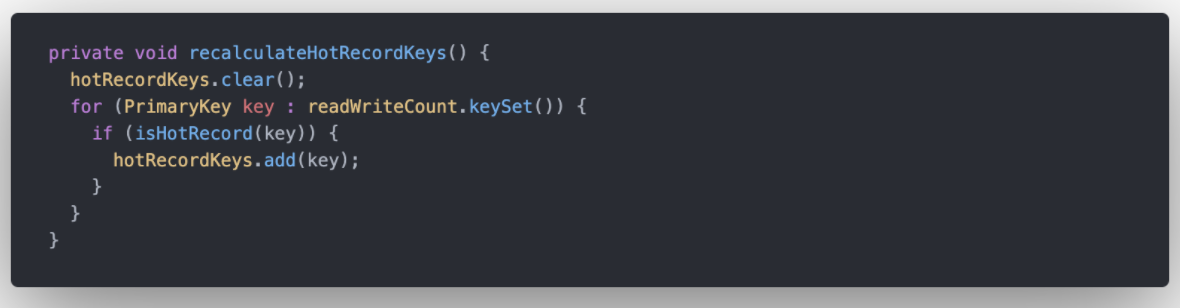 private void recalculateHotRecordKeys() {
  hotRecordKeys.clear();
  for (PrimaryKey key : readWriteCount.keySet()) {
    if (isHotRecord(key)) {
      hotRecordKeys.add(key);
    }
  }
}